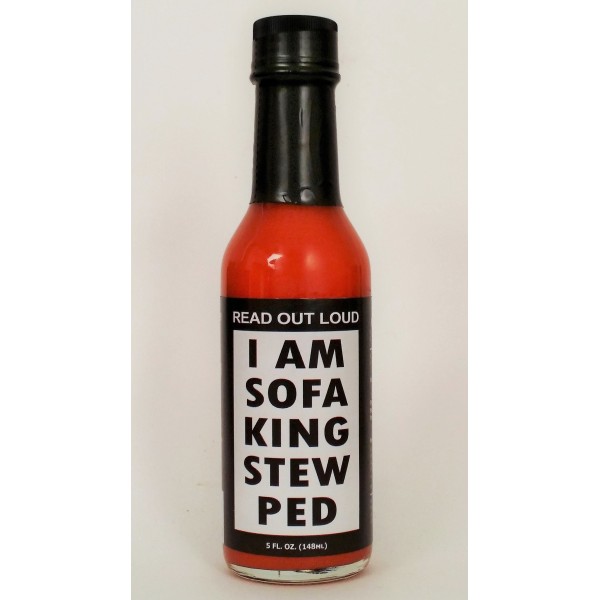 READ OUT LOUD
I AM
SOFA
KING
STEW
PED
5 FL. OZ. (148ML)